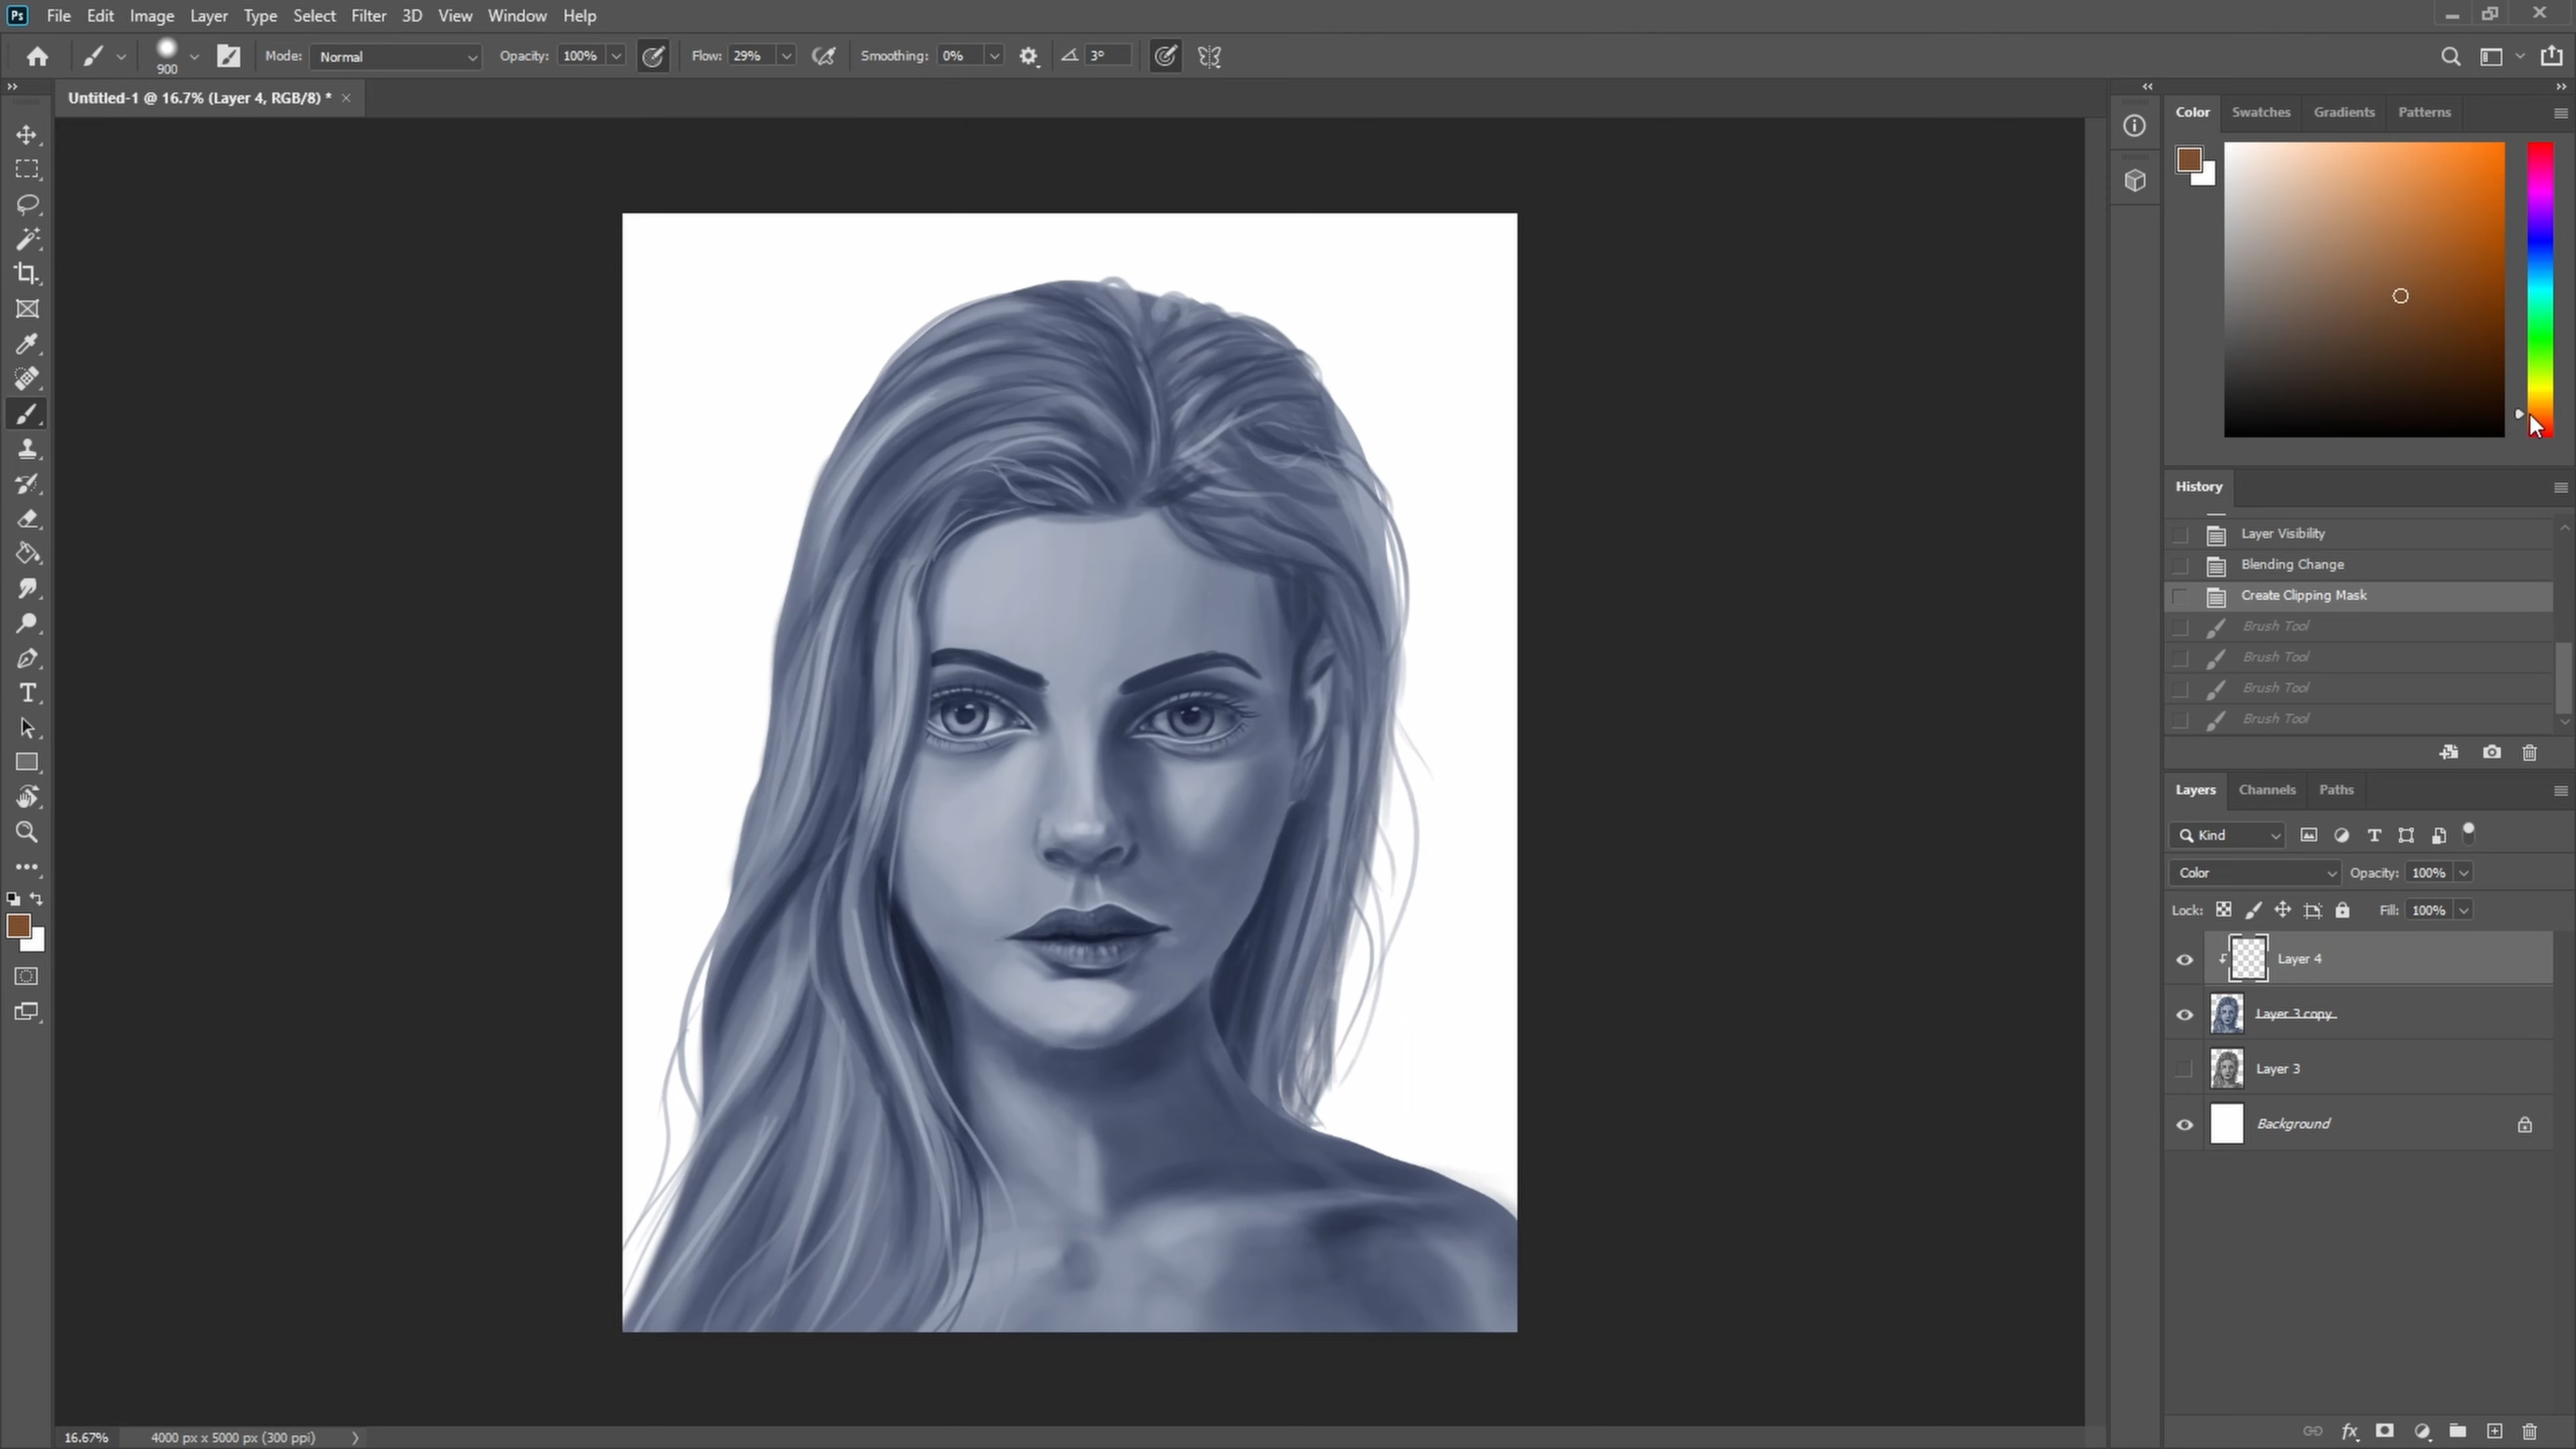 Ps File Edit Image Layer Type Select Filter 3D View Window Help
900 Mode: Normal Opacity: 100% Flow: 29% Smoothing: 0% 3°
Untitled-1 @ 16.7% (Layer 4, RGB/8) *
Color Swatches Gradients Patterns
History
Layer Visibility
Blending Change
Create Clipping Mask
Brush Tool
Brush Tool
Brush Tool
Brush Tool
Layers Channels Paths
Kind
Color Opacity: 100%
Lock: Fill: 100%
Layer 4
Layer 3 copy
Layer 3
Background
16.67% 4000 px x 5000 px (300 ppi)